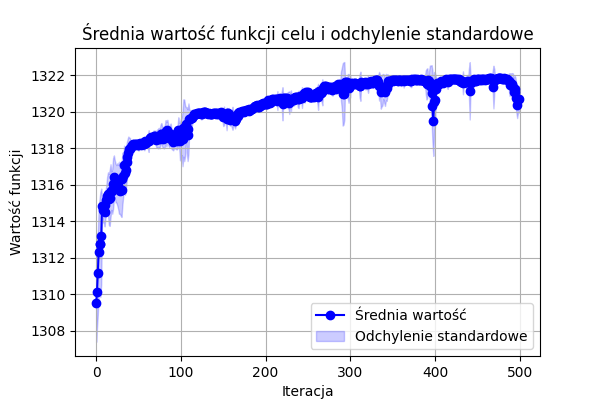 Średnia wartość funkcji celu i odchylenie standardowe
Wartość funkcji
1322
1320
1318
1316
1314
1312
1310
1308
0 100 200 300 400 500
Iteracja
Średnia wartość
Odchylenie standardowe